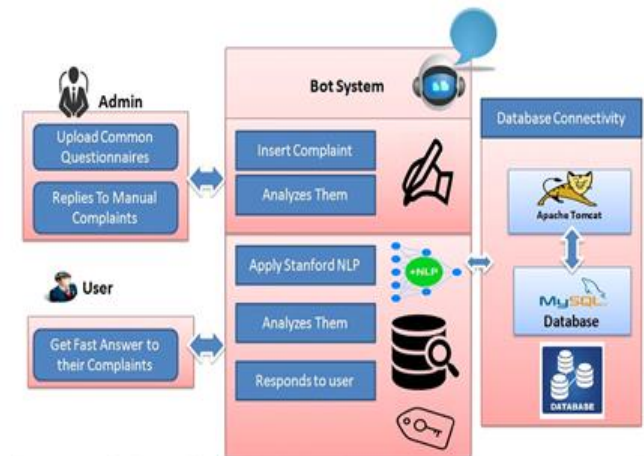 Admin
Upload Common
Questionnaires
Replies To Manual
Complaints
User
Get Fast Answer to
their Complaints
Bot System
Insert Complaint
Analyzes Them
Apply Stanford NLP
+NLP
Analyzes Them
Responds to user
Database Connectivity
Apache Tomcat
MySQL
Database
DATABASE